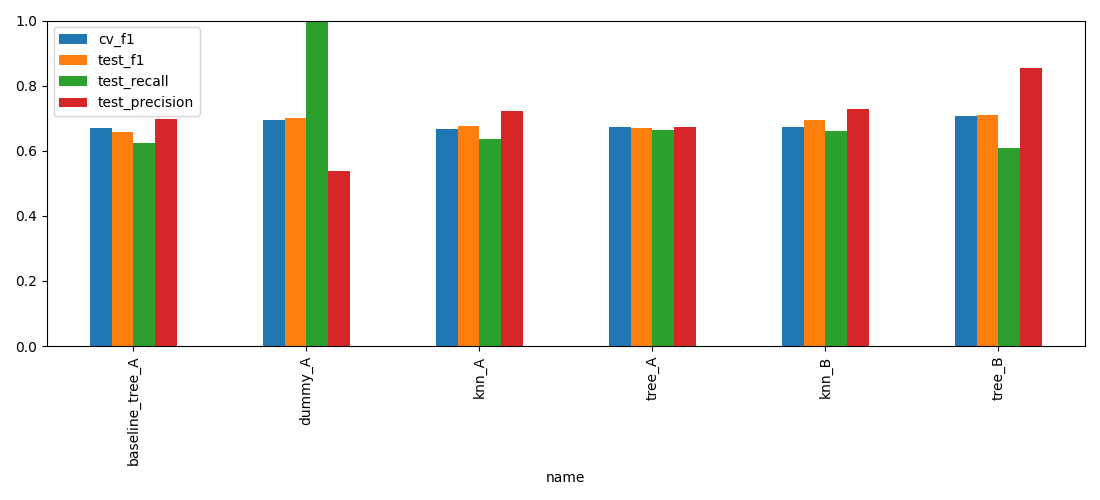 1.0
0.8
0.6
0.4
0.2
0.0
cv_f1
test_f1
test_recall
test_precision
baseline_tree_A
dummy_A
knn_A
tree_A
knn_B
tree_B
name